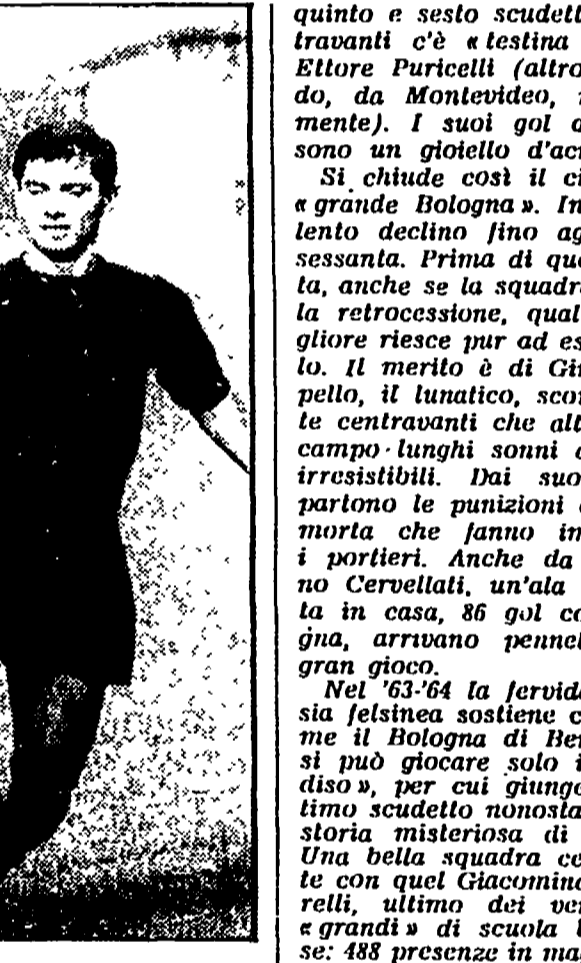 quinto e sesto scudett
travanti c'è « testina
Ettore Puricelli (altro
do, da Montevideo,
mente). I suoi gol
sono un gioiello d'ac
Si chiude così il ci
« grande Bologna ». In
lento declino fino ag
sessanta. Prima di que
ta, anche se la squadr
la retrocessione, qual
gliore riesce pur ad es
lo. Il merito è di Gi
pello, il lunatico, scon
te centravanti che alt
campo lunghi sonni
irresistibili. Dai suo
partono le punizioni
morta che fanno im
i portieri. Anche da
no Cervellati, un'ala
ta in casa, 86 gol co
gna, arrivano pennel
gran gioco.
Nel '63-'64 la fervida
sia felsinea sostiene c
me il Bologna di Ber
si può giocare solo i
diso », per cui giunge
timo scudetto nonosta
storia misteriosa di
Una bella squadra ce
te con quel Giacomino
relli, ultimo dei ver
« grandi » di scuola
se: 488 presenze in ma